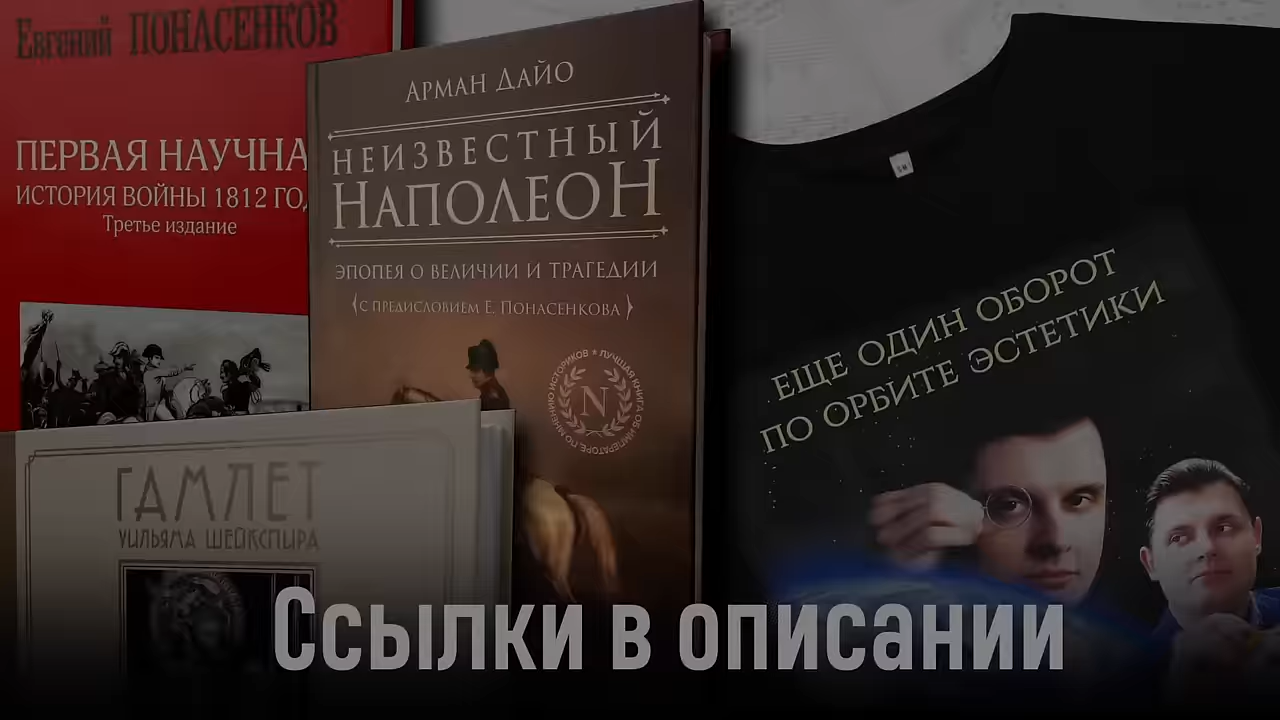 Евгений ПОНАСЕНКОВ
ПЕРВАЯ НАУЧНА
ИСТОРИЯ ВОЙНЫ 1812 ГОД
Третье издание
АРМАН ДАЙО
НЕИЗВЕСТНЫЙ
НАПОЛЕОН
ЭПОПЕЯ О ВЕЛИЧИИ И ТРАГЕДИИ
{С ПРЕДИСЛОВИЕМ Е. ПОНАСЕНКОВА}
ЛУЧШАЯ КНИГА ОБ ИМПЕРАТОРЕ ПО МНЕНИЮ ИСТОРИКОВ ★
N
ГАМЛЕТ
УИЛЬЯМА ШЕЙКСПИРА
ЕЩЕ ОДИН ОБОРОТ
ПО ОРБИТЕ ЭСТЕТИКИ
Ссылки в описании